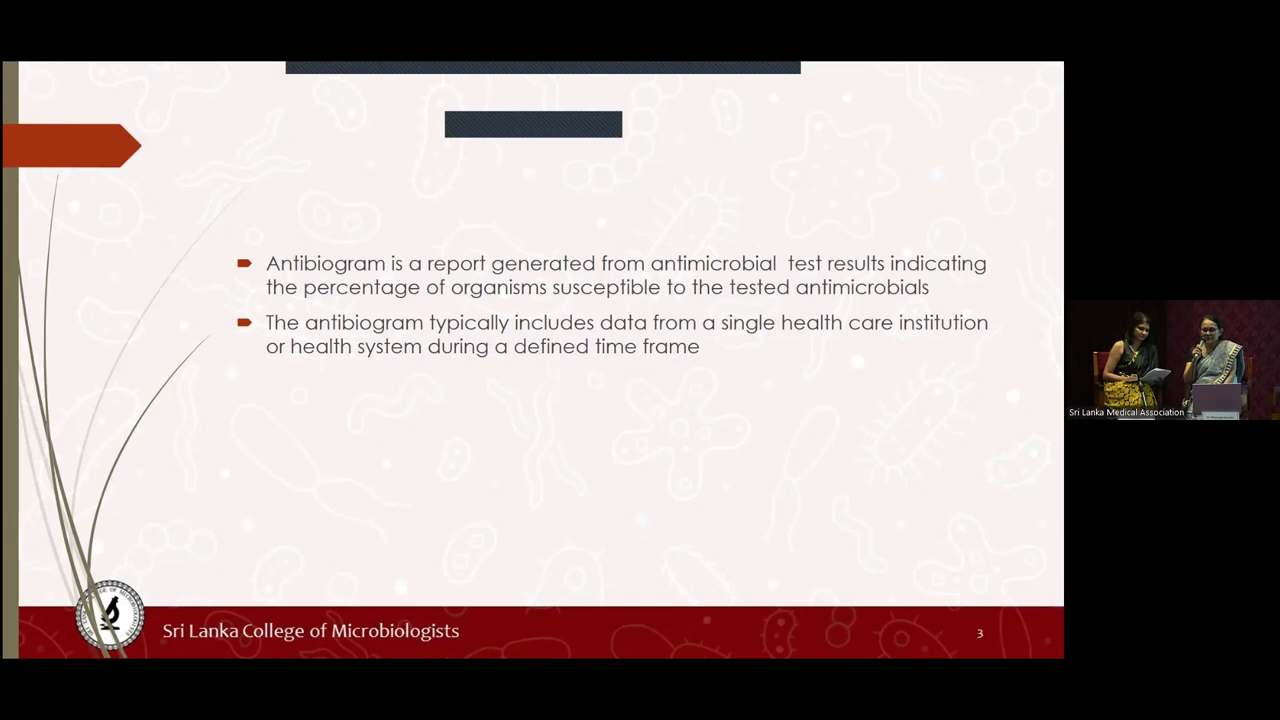 Antibiogram is a report generated from antimicrobial test results indicating
the percentage of organisms susceptible to the tested antimicrobials
The antibiogram typically includes data from a single health care institution
or health system during a defined time frame
Sri Lanka Medical Association
Sri Lanka College of Microbiologists
3